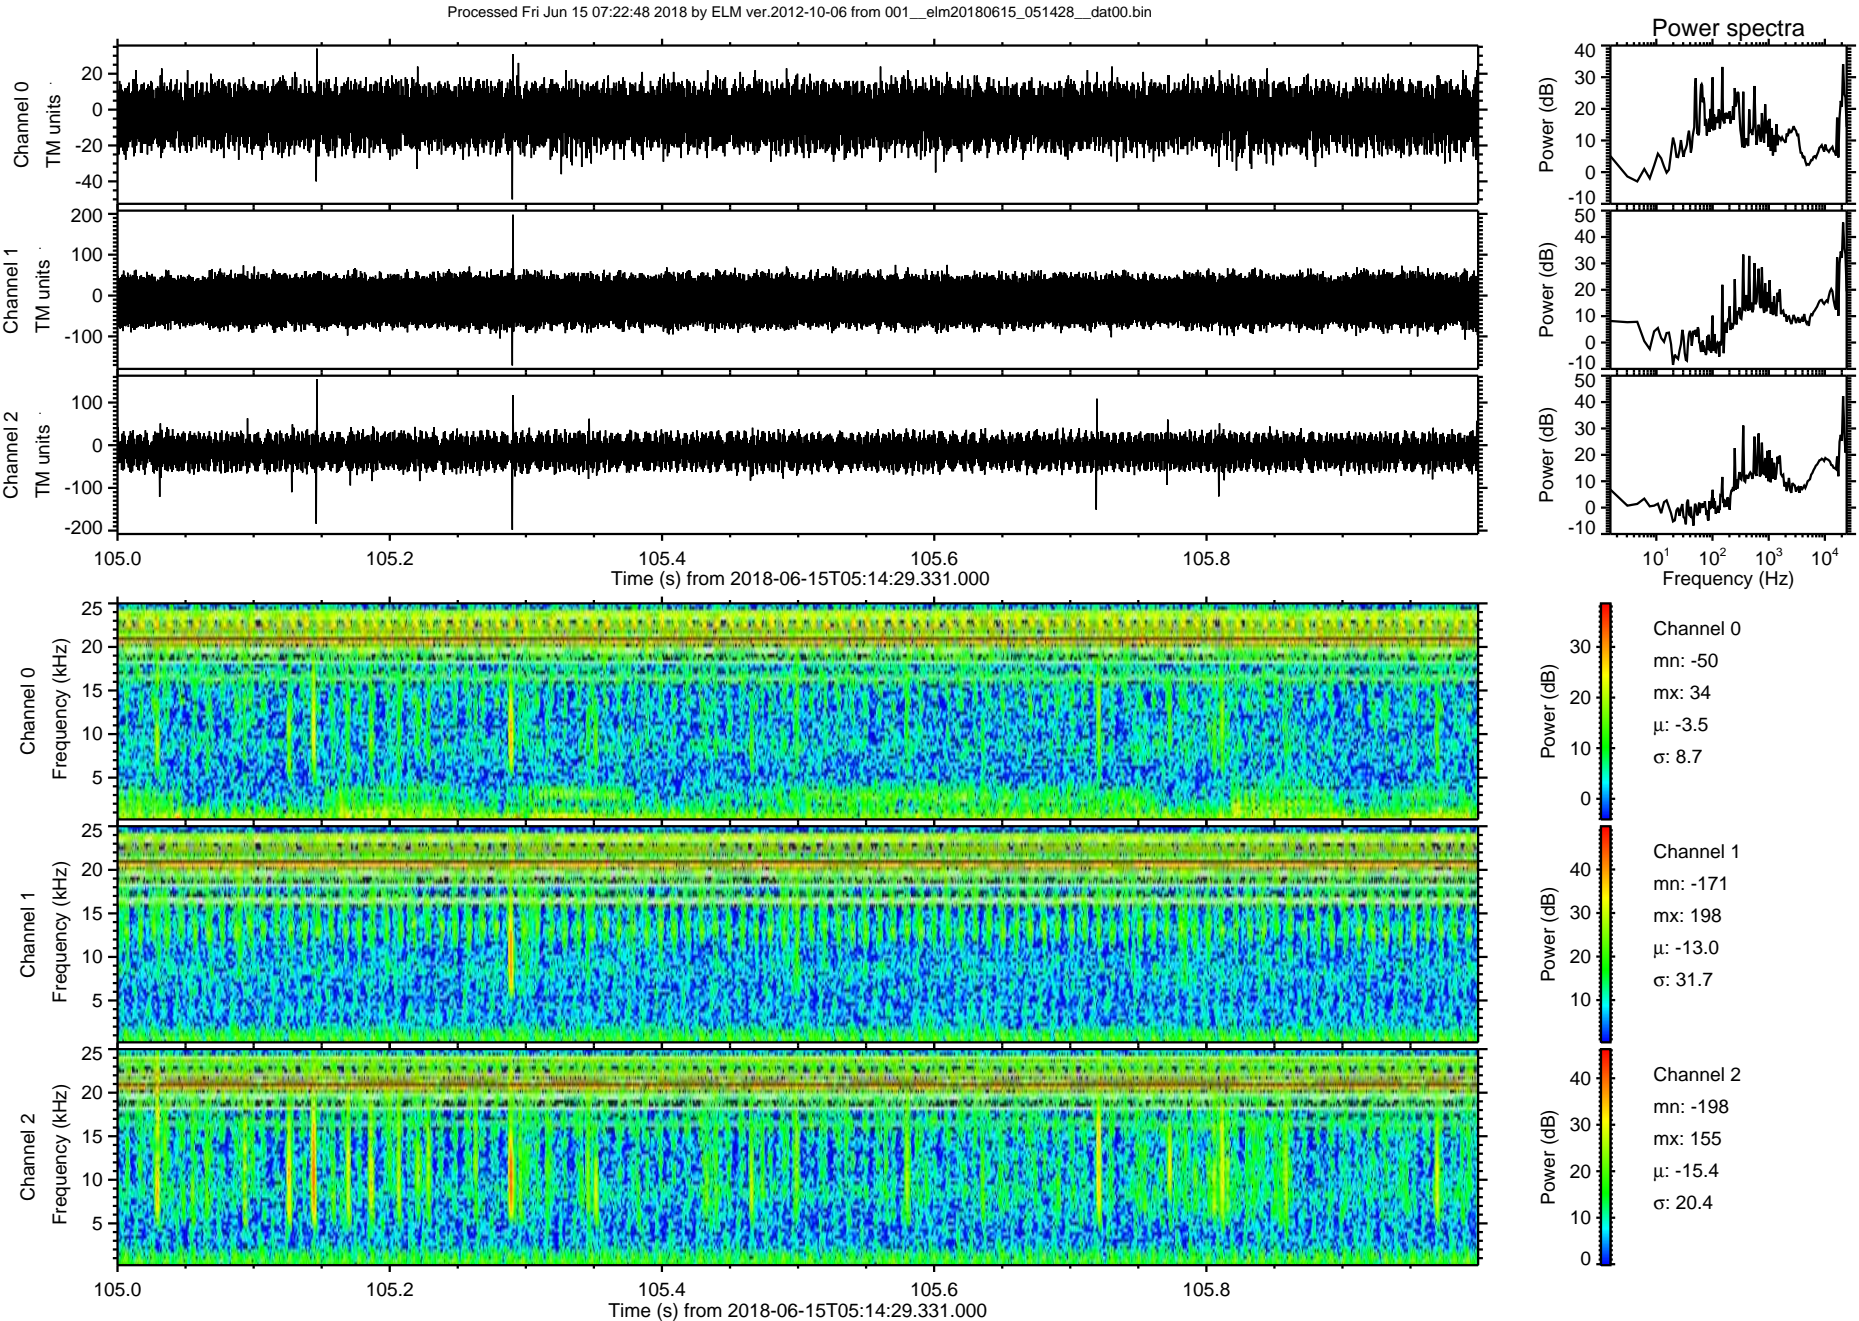 Processed Fri Jun 15 07:22:48 2018 by ELM ver.2012-10-06 from 001__elm20180615_051428__dat00.bin
Power spectra
Channel 0
TM units
20
0
-20
-40
Power (dB)
40
30
20
10
0
-10
Channel 1
TM units
200
100
0
-100
Power (dB)
50
40
30
20
10
0
-10
Channel 2
TM units
100
0
-100
-200
Power (dB)
50
40
30
20
10
0
-10
105.0 105.2 105.4 105.6 105.8
Time (s) from 2018-06-15T05:14:29.331.000
10¹ 10² 10³ 10⁴
Frequency (Hz)
Channel 0
Frequency (kHz)
25
20
15
10
5
Power (dB)
30
20
10
0
Channel 0
mn: -50
mx: 34
μ: -3.5
σ: 8.7
Channel 1
Frequency (kHz)
25
20
15
10
5
Power (dB)
40
30
20
10
Channel 1
mn: -171
mx: 198
μ: -13.0
σ: 31.7
Channel 2
Frequency (kHz)
25
20
15
10
5
Power (dB)
40
30
20
10
0
Channel 2
mn: -198
mx: 155
μ: -15.4
σ: 20.4
105.0 105.2 105.4 105.6 105.8
Time (s) from 2018-06-15T05:14:29.331.000